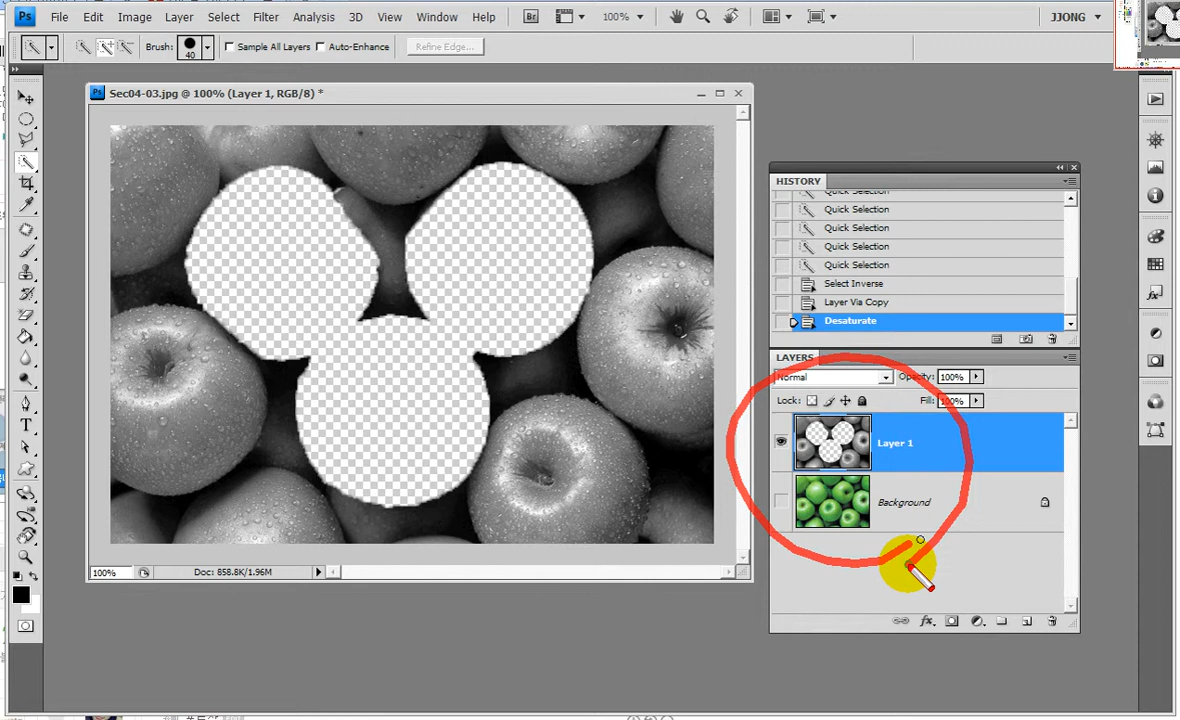 Ps File Edit Image Layer Select Filter Analysis 3D View Window Help Br 100% JJONG
Brush: 40 Sample All Layers Auto-Enhance Refine Edge...
Ps Sec04-03.jpg @ 100% (Layer 1, RGB/8) *
HISTORY
Quick Selection
Quick Selection
Quick Selection
Quick Selection
Quick Selection
Select Inverse
Layer Via Copy
Desaturate
LAYERS
Normal Opacity: 100%
Lock: Fill: 100%
Layer 1
Background
100% Doc: 858.8K/1.96M